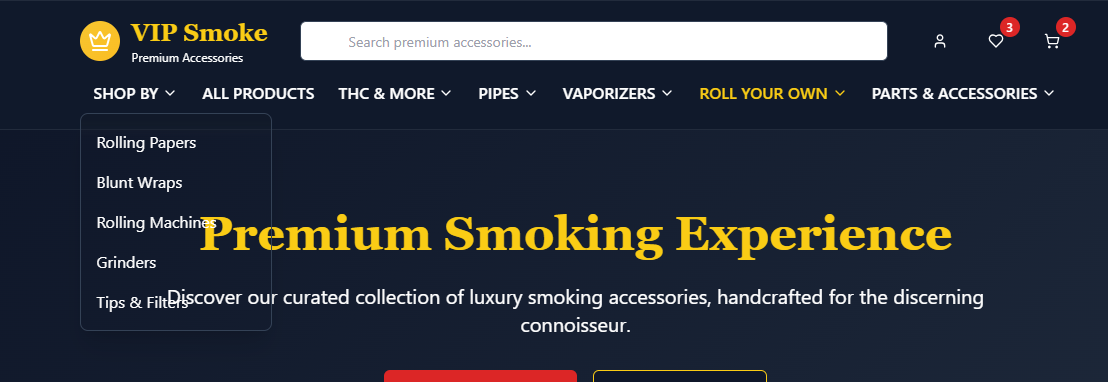 VIP Smoke
Premium Accessories
Search premium accessories...
3
2
SHOP BY
ALL PRODUCTS
THC & MORE
PIPES
VAPORIZERS
ROLL YOUR OWN
PARTS & ACCESSORIES
Rolling Papers
Blunt Wraps
Rolling Machines
Grinders
Tips & Filters
Premium Smoking Experience
Discover our curated collection of luxury smoking accessories, handcrafted for the discerning
connoisseur.